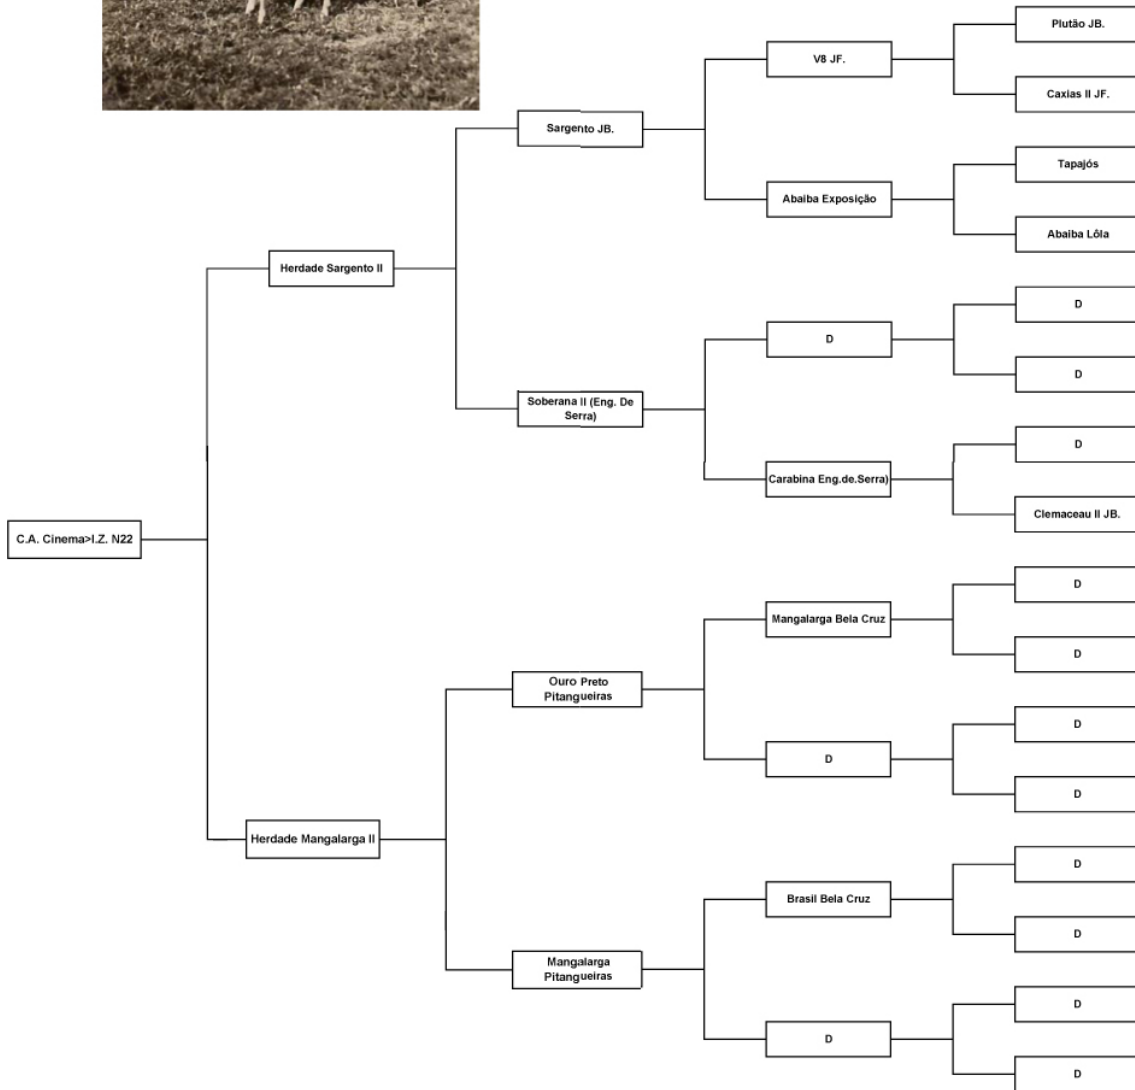 Plutão JB.
V8 JF.
Caxias II JF.
Sargento JB.
Tapajós
Abaiba Exposição
Abaiba Lôla
Herdade Sargento II
D
D
D
Soberana II (Eng. De
Serra)
D
Carabina Eng.de.Serra)
Clemaceau II JB.
C.A. Cinema>I.Z. N22
D
Mangalarga Bela Cruz
D
Ouro Preto
Pitangueiras
D
D
D
Herdade Mangalarga II
D
Brasil Bela Cruz
D
Mangalarga
Pitangueiras
D
D
D